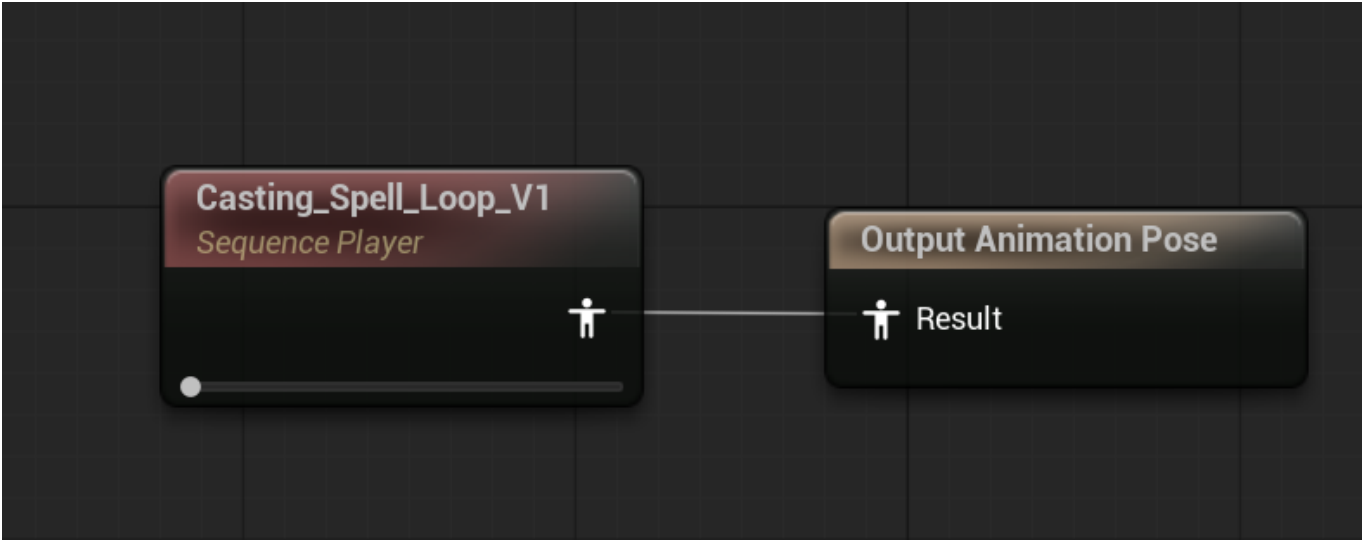 Casting_Spell_Loop_V1
Sequence Player
Output Animation Pose
Result